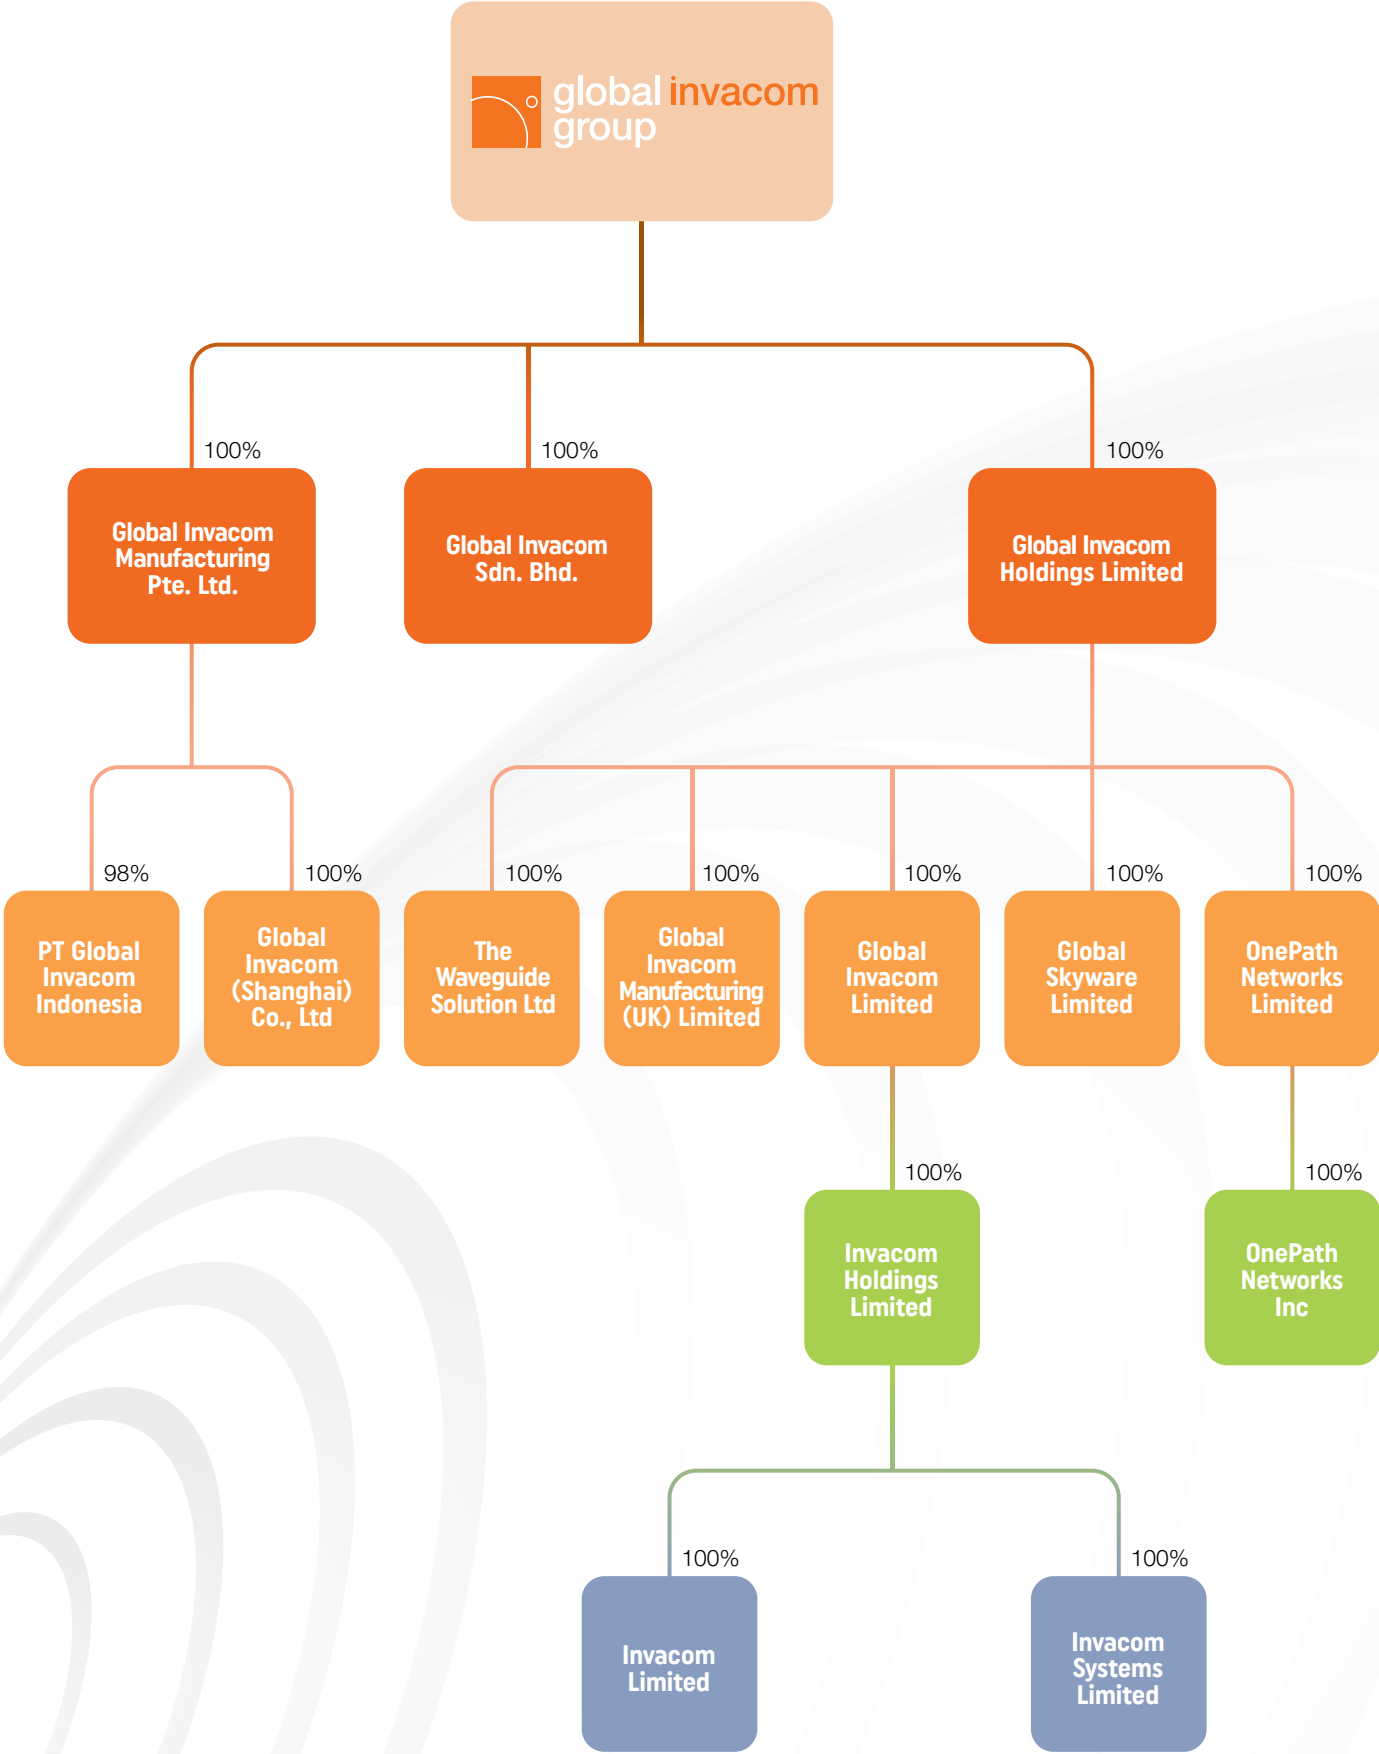 global invacom
group
100%
100%
100%
Global Invacom
Manufacturing
Pte. Ltd.
Global Invacom
Sdn. Bhd.
Global Invacom
Holdings Limited
98%
100%
100%
100%
100%
100%
100%
PT Global
Invacom
Indonesia
Global
Invacom
(Shanghai)
Co., Ltd
The
Waveguide
Solution Ltd
Global
Invacom
Manufacturing
(UK) Limited
Global
Invacom
Limited
Global
Skyware
Limited
OnePath
Networks
Limited
100%
100%
Invacom
Holdings
Limited
OnePath
Networks
Inc
100%
100%
Invacom
Limited
Invacom
Systems
Limited